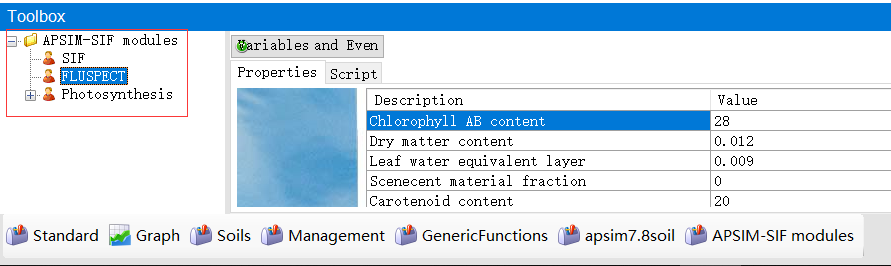 Toolbox
APSIM-SIF modules
SIF
FLUSPECT
Photosynthesis
Variables and Even
Properties Script
Description Value
Chlorophyll AB content 28
Dry matter content 0.012
Leaf water equivalent layer 0.009
Scenecent material fraction 0
Carotenoid content 20
Standard Graph Soils Management GenericFunctions apsim7.8soil APSIM-SIF modules